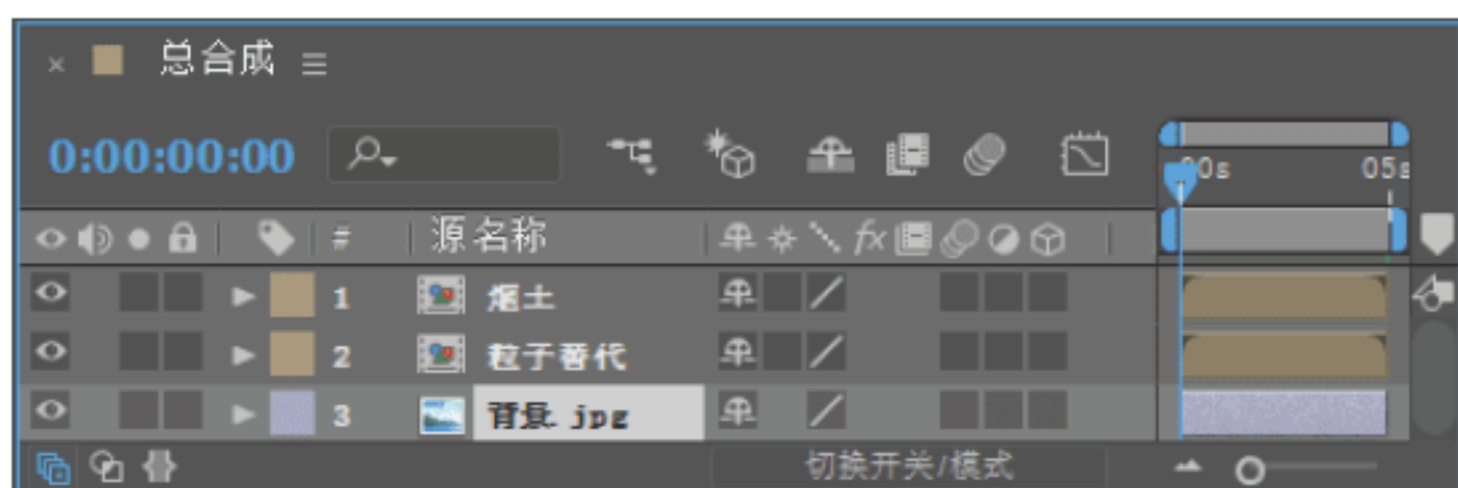 总合成
0:00:00:00
00s 05s
# 源名称 fx
1 烟土
2 粒子替代
3 背景.jpg
切换开关/模式